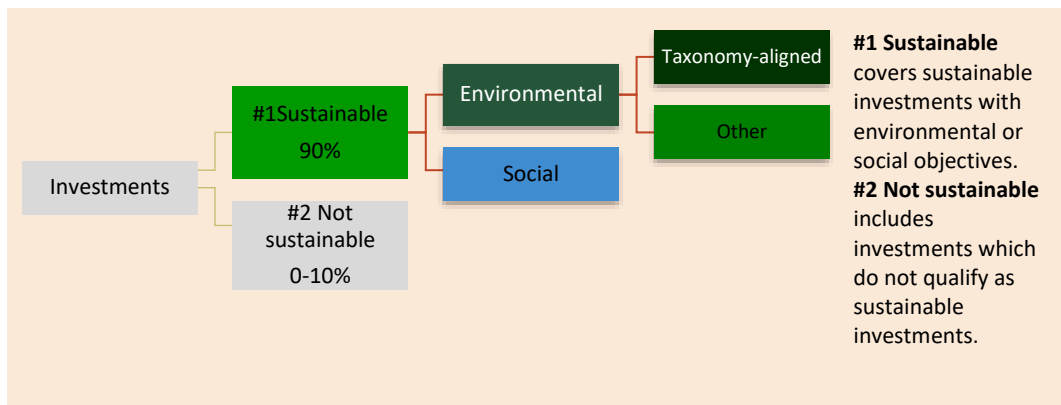 Investments
#1Sustainable
90%
#2 Not
sustainable
0-10%
Environmental
Social
Taxonomy-aligned
Other
#1 Sustainable
covers sustainable
investments with
environmental or
social objectives.
#2 Not sustainable
includes
investments which
do not qualify as
sustainable
investments.